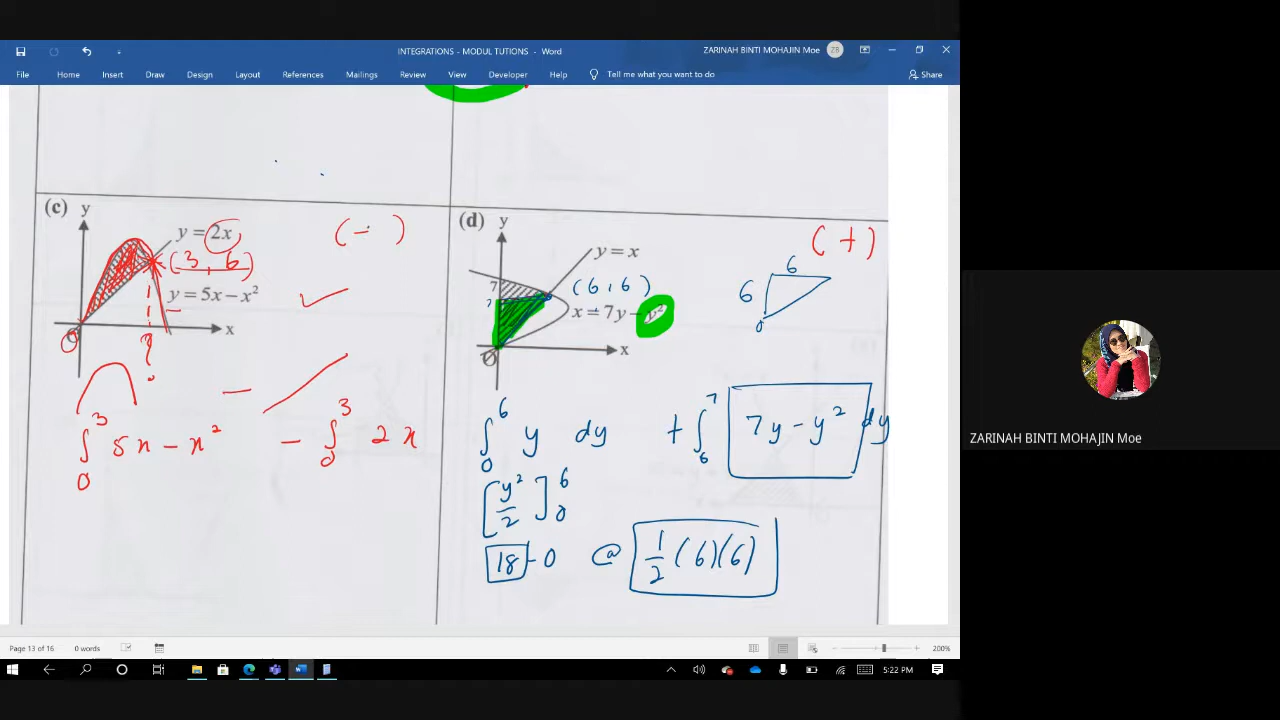 INTEGRATIONS - MODUL TUTIONS - Word
ZARINAH BINTI MOHAJIN Moe
ZB
File Home Insert Draw Design Layout References Mailings Review View Developer Help Tell me what you want to do
Share
(c) y
y = 2x
(3, 6)
y = 5x – x²
x
O
?
(-)
∫₀³ 5x – x² – ∫₀³ 2x
(d) y
y = x
(6, 6)
x = 7y – y²
7
?
x
O
(+)
6
6
0
∫₀⁶ y dy + ∫₆⁷ 7y – y² dy
[y²/2]₀⁶
18 – 0 @ 1/2 (6)(6)
ZARINAH BINTI MOHAJIN Moe
Page 13 of 16 0 words
200%
5:22 PM